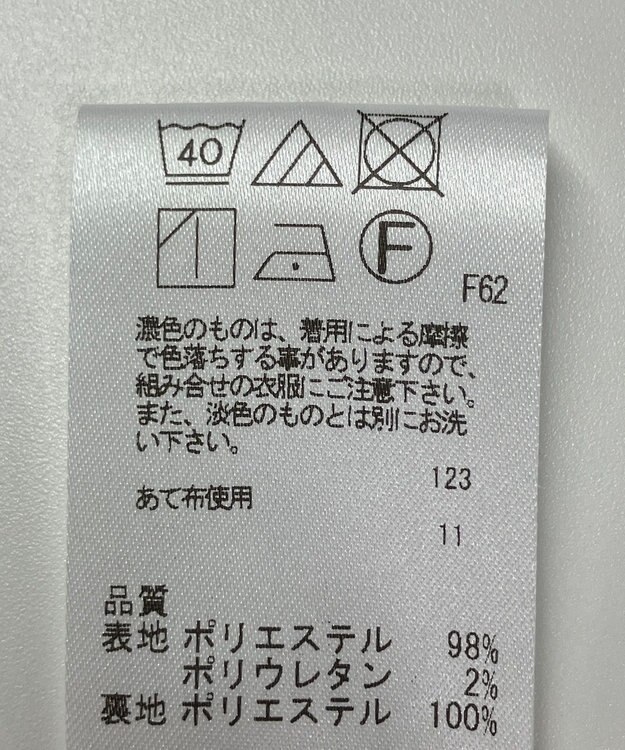 40
F
F62
濃色のものは、着用による摩擦
で色落ちする事がありますので、
組み合せの衣服にご注意下さい。
また、淡色のものとは別にお洗
い下さい。
123
あて布使用
11
品質
表地 ポリエステル 98%
ポリウレタン 2%
裏地 ポリエステル 100%